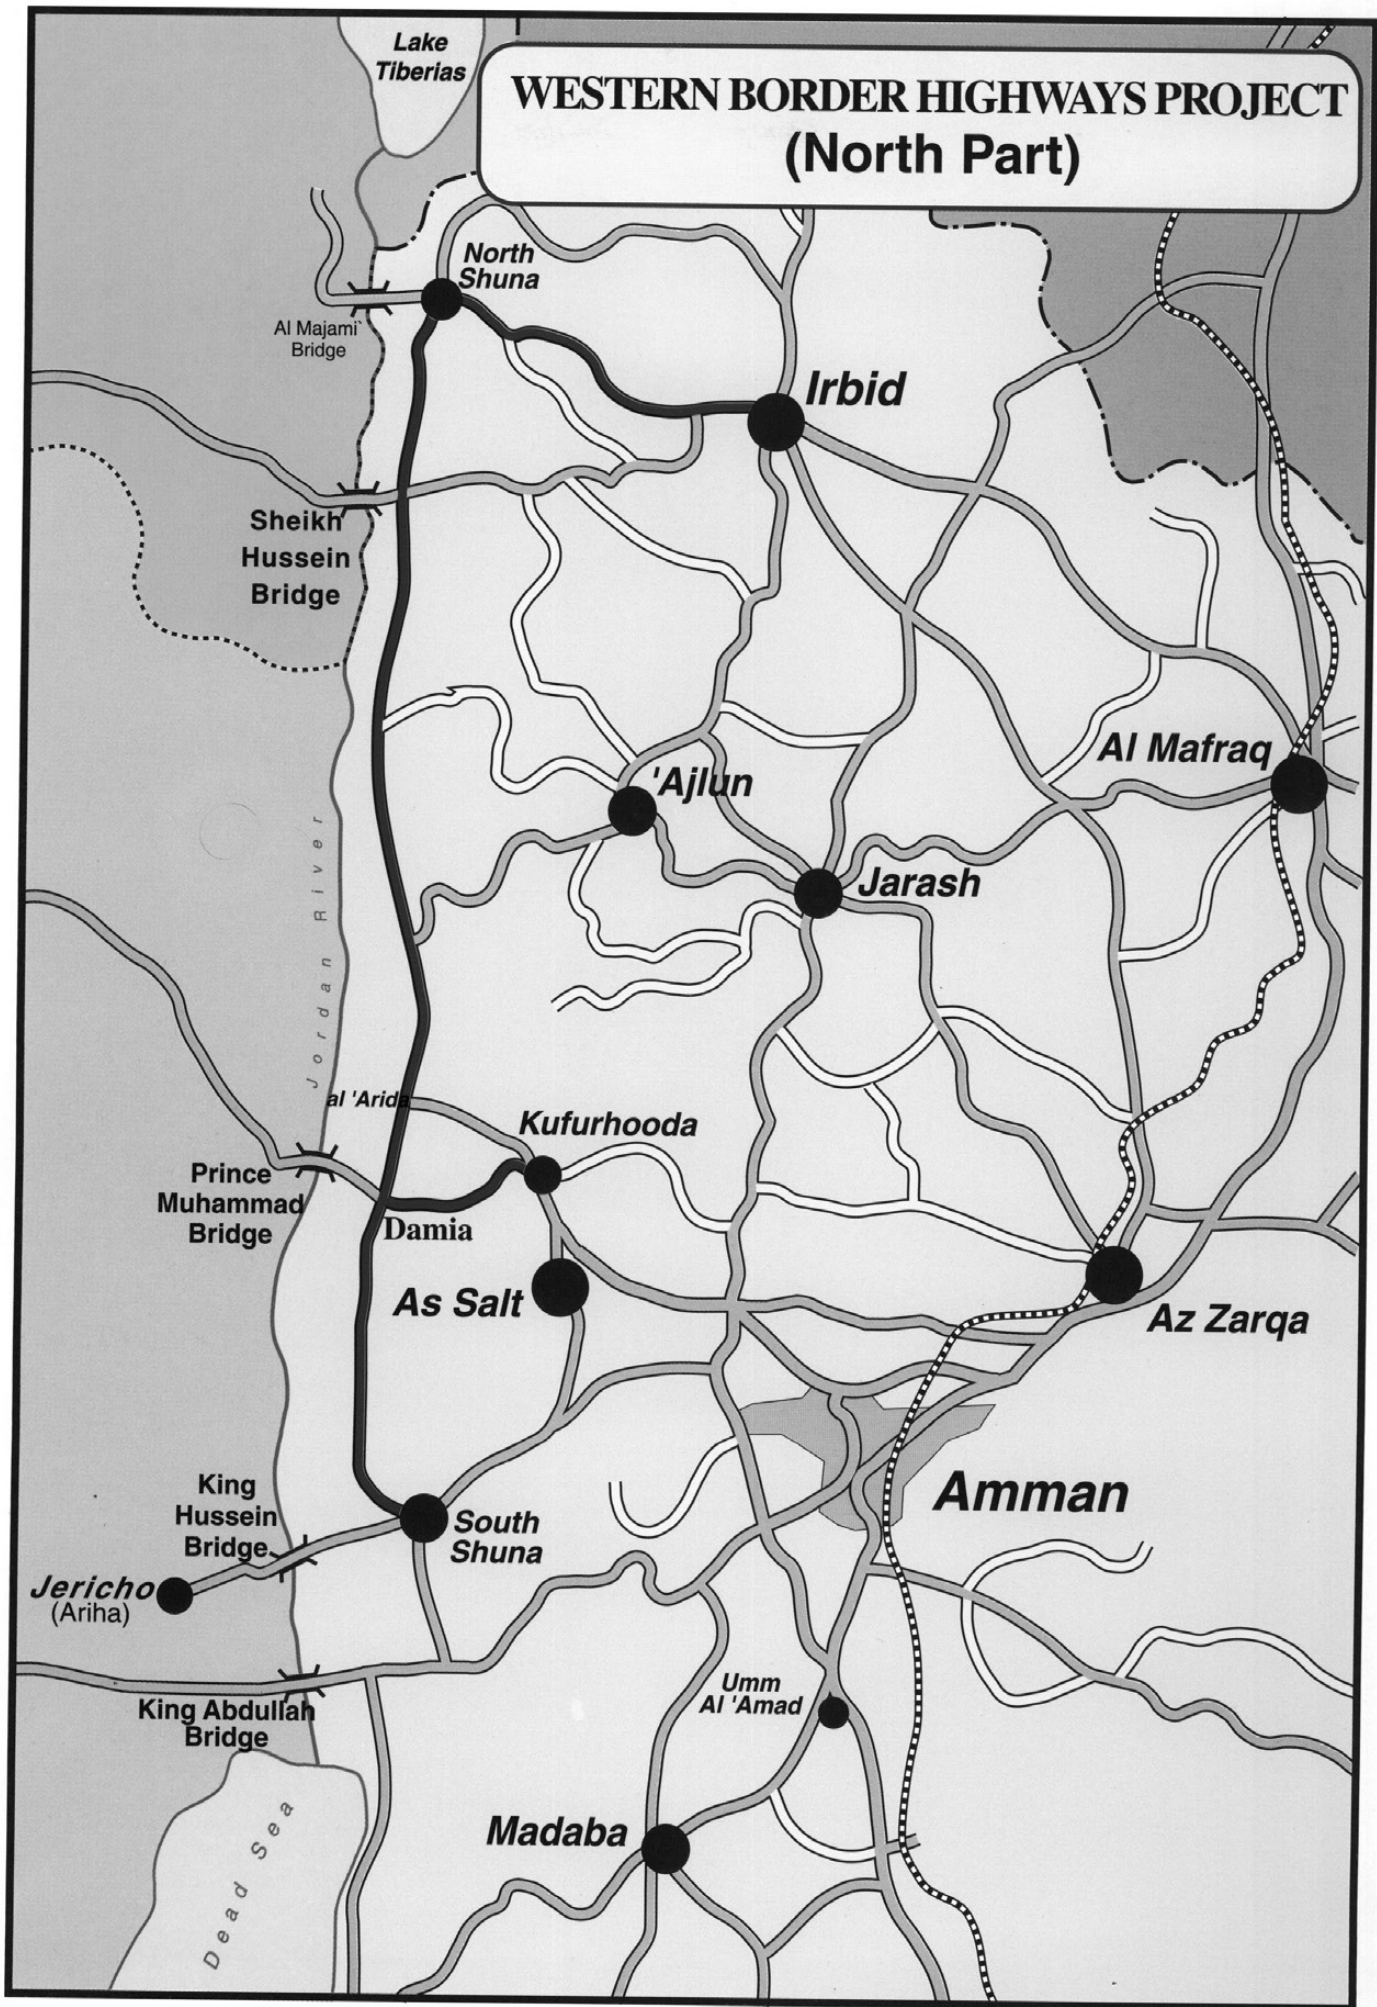 Lake
Tiberias
WESTERN BORDER HIGHWAYS PROJECT
(North Part)
North
Shuna
Al Majami`
Bridge
Irbid
Sheikh
Hussein
Bridge
Al Mafraq
'Ajlun
Jarash
Jordan River
al 'Arida
Kufurhooda
Prince
Muhammad
Bridge
Damia
As Salt
Az Zarqa
King
Hussein
Bridge
Amman
South
Shuna
Jericho
(Ariha)
Umm
Al 'Amad
King Abdullah
Bridge
Madaba
Dead Sea